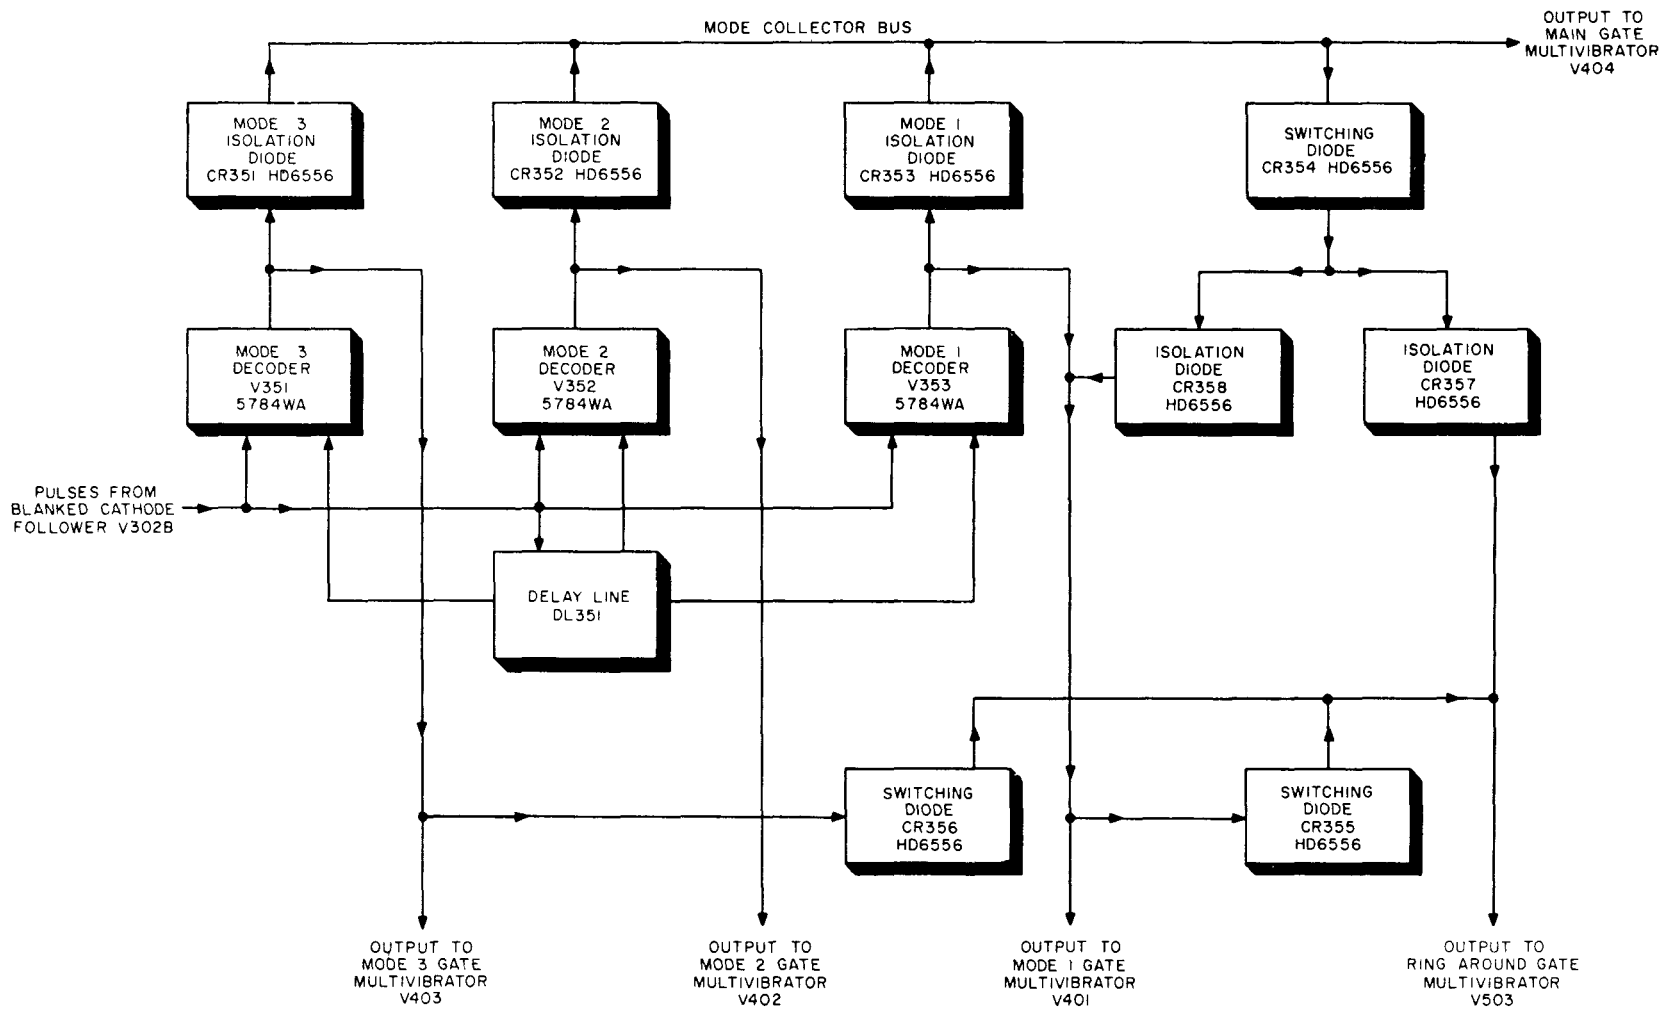 MODE COLLECTOR BUS
OUTPUT TO
MAIN GATE
MULTIVIBRATOR
V404
MODE 3
ISOLATION
DIODE
CR351 HD6556
MODE 2
ISOLATION
DIODE
CR352 HD6556
MODE 1
ISOLATION
DIODE
CR353 HD6556
SWITCHING
DIODE
CR354 HD6556
MODE 3
DECODER
V351
5784WA
MODE 2
DECODER
V352
5784WA
MODE 1
DECODER
V353
5784WA
ISOLATION
DIODE
CR358
HD6556
ISOLATION
DIODE
CR357
HD6556
PULSES FROM
BLANKED CATHODE
FOLLOWER V302B
DELAY LINE
DL351
SWITCHING
DIODE
CR356
HD6556
SWITCHING
DIODE
CR355
HD6556
OUTPUT TO
MODE 3 GATE
MULTIVIBRATOR
V403
OUTPUT TO
MODE 2 GATE
MULTIVIBRATOR
V402
OUTPUT TO
MODE 1 GATE
MULTIVIBRATOR
V401
OUTPUT TO
RING AROUND GATE
MULTIVIBRATOR
V503